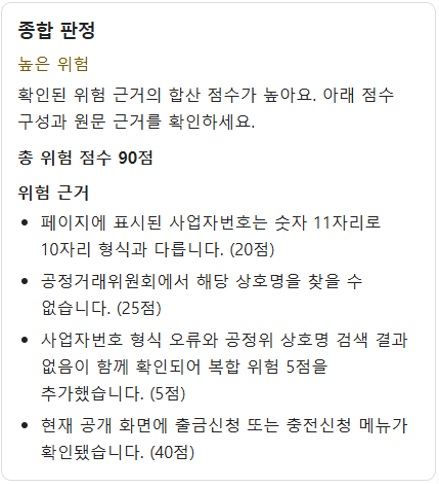 종합 판정
높은 위험
확인된 위험 근거의 합산 점수가 높아요. 아래 점수
구성과 원문 근거를 확인하세요.
총 위험 점수 90점
위험 근거
• 페이지에 표시된 사업자번호는 숫자 11자리로
10자리 형식과 다릅니다. (20점)
• 공정거래위원회에서 해당 상호명을 찾을 수
없습니다. (25점)
• 사업자번호 형식 오류와 공정위 상호명 검색 결과
없음이 함께 확인되어 복합 위험 5점을
추가했습니다. (5점)
• 현재 공개 화면에 출금신청 또는 충전신청 메뉴가
확인됐습니다. (40점)